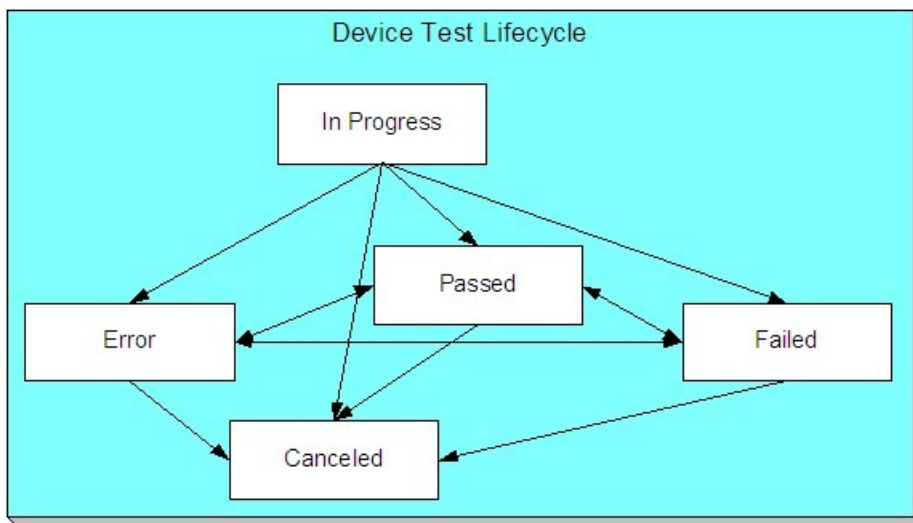 Device Test Lifecycle
In Progress
Passed
Error
Failed
Canceled